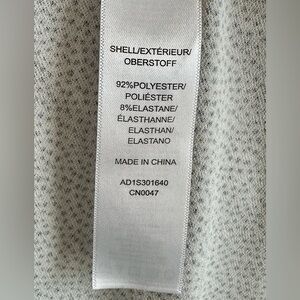 SHELL/EXTÉRIEUR/
OBERSTOFF
92%POLYESTER/
POLIÉSTER
8%ELASTANE/
ÉLASTHANNE/
ELASTHAN/
ELASTANO
MADE IN CHINA
AD1S301640
CN0047